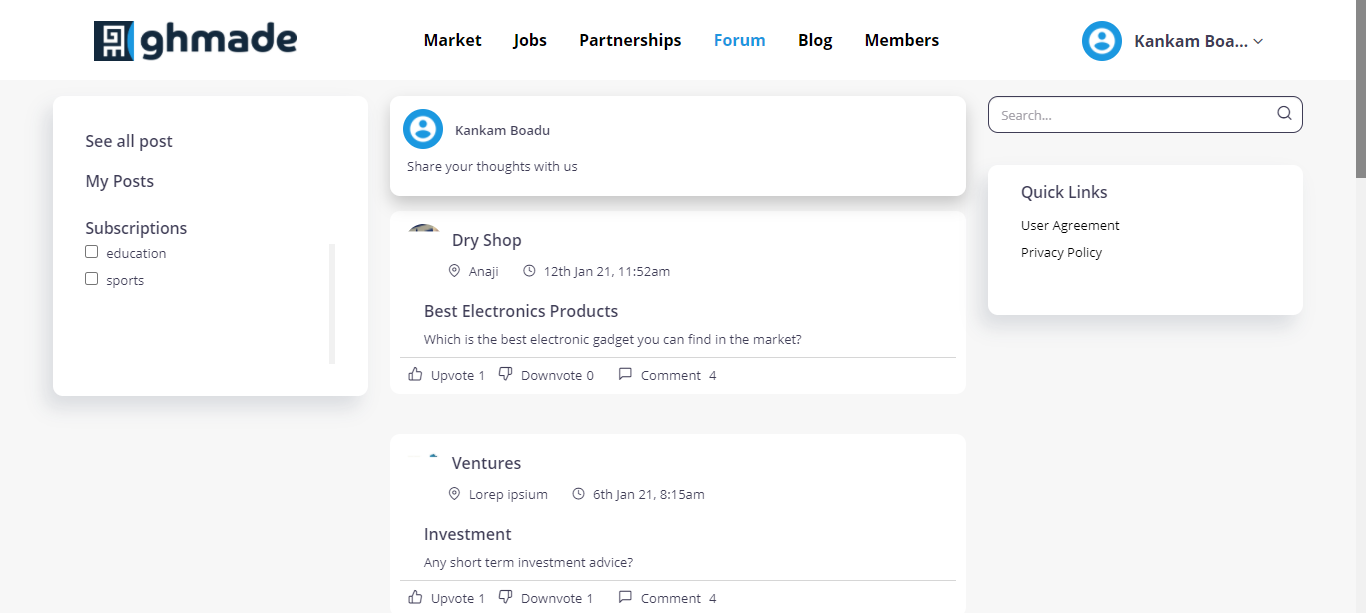 ghmade
Market Jobs Partnerships Forum Blog Members
Kankam Boa...
See all post
My Posts
Subscriptions
education
sports
Kankam Boadu
Share your thoughts with us
Dry Shop
Anaji 12th Jan 21, 11:52am
Best Electronics Products
Which is the best electronic gadget you can find in the market?
Upvote 1 Downvote 0 Comment 4
Ventures
Lorep ipsium 6th Jan 21, 8:15am
Investment
Any short term investment advice?
Upvote 1 Downvote 1 Comment 4
Search...
Quick Links
User Agreement
Privacy Policy